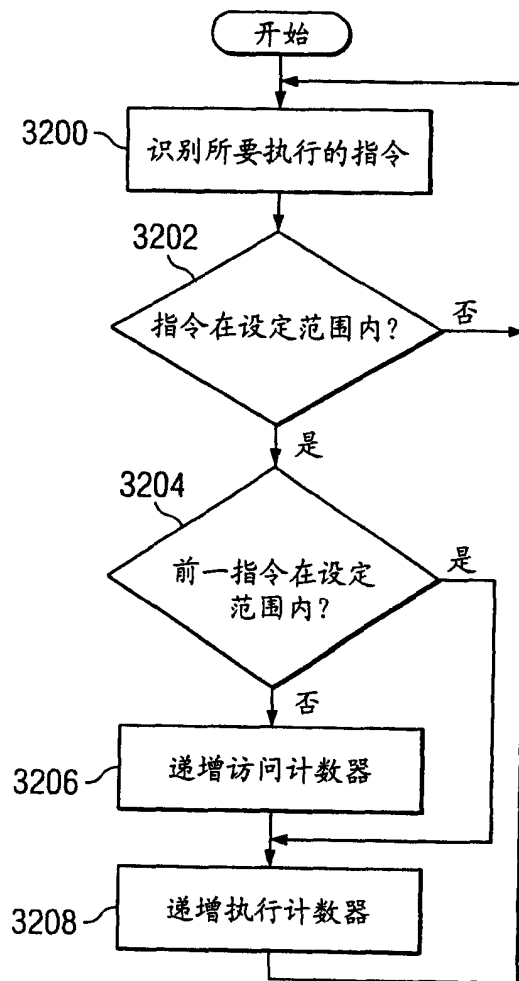 开始
3200
识别所要执行的指令
3202
指令在设定范围内?
否
是
3204
前一指令在设定
范围内?
是
否
3206
递增访问计数器
3208
递增执行计数器